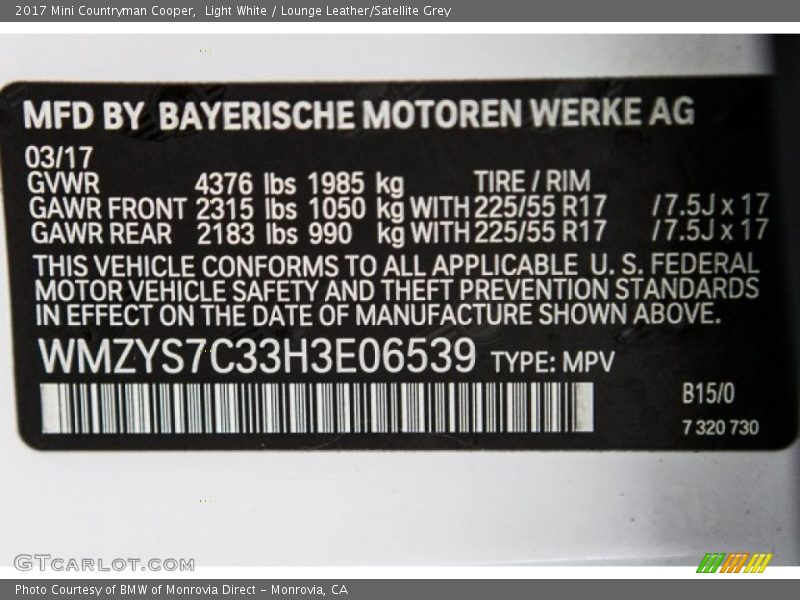 2017 Mini Countryman Cooper,  Light White / Lounge Leather/Satellite Grey
MFD BY BAYERISCHE MOTOREN WERKE AG
03/17
GVWR 4376 lbs 1985 kg TIRE / RIM
GAWR FRONT 2315 lbs 1050 kg WITH 225/55 R17 / 7.5J x 17
GAWR REAR 2183 lbs 990 kg WITH 225/55 R17 / 7.5J x 17
THIS VEHICLE CONFORMS TO ALL APPLICABLE U. S. FEDERAL
MOTOR VEHICLE SAFETY AND THEFT PREVENTION STANDARDS
IN EFFECT ON THE DATE OF MANUFACTURE SHOWN ABOVE.
WMZYS7C33H3E06539 TYPE: MPV
B15/0
7 320 730
GTCARLOT.COM
Photo Courtesy of BMW of Monrovia Direct - Monrovia, CA